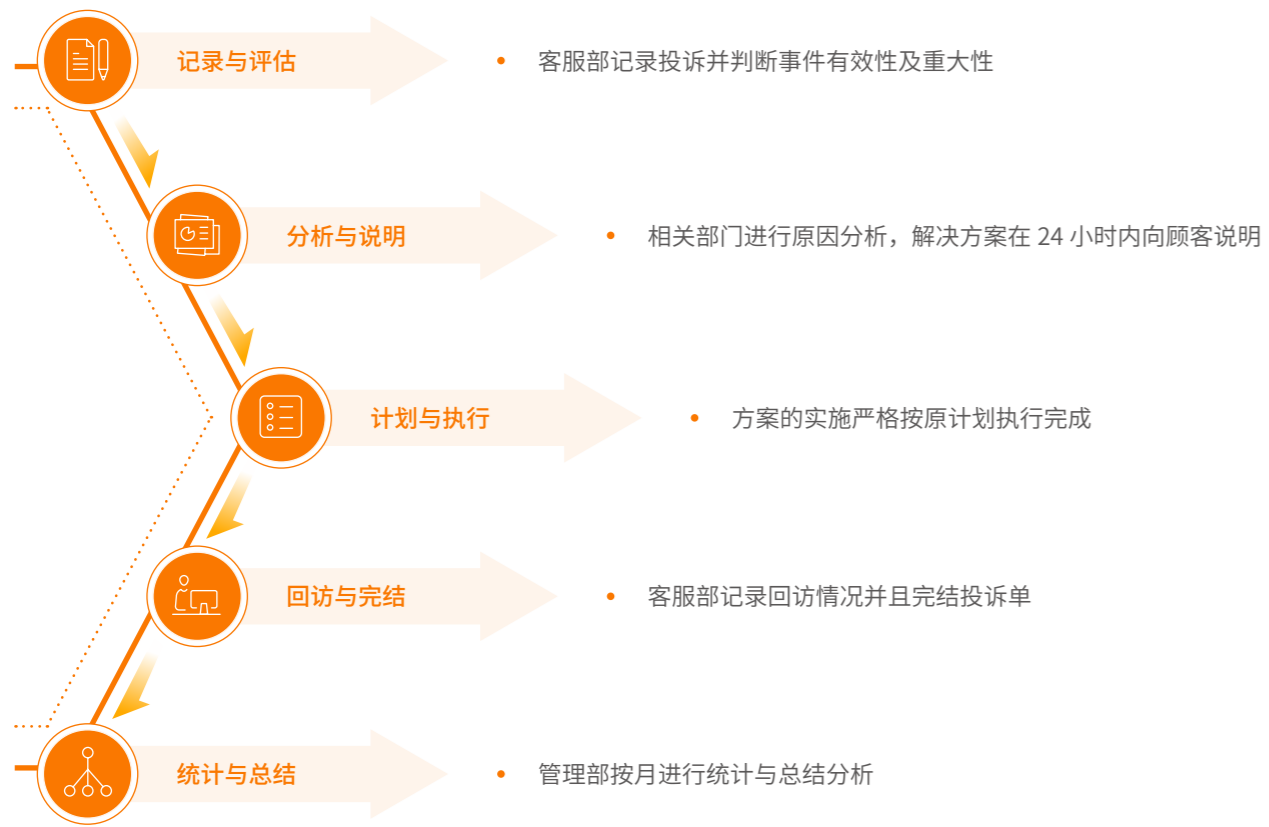 记录与评估
• 客服部记录投诉并判断事件有效性及重大性
分析与说明
• 相关部门进行原因分析，解决方案在 24 小时内向顾客说明
计划与执行
• 方案的实施严格按原计划执行完成
回访与完结
• 客服部记录回访情况并且完结投诉单
统计与总结
• 管理部按月进行统计与总结分析